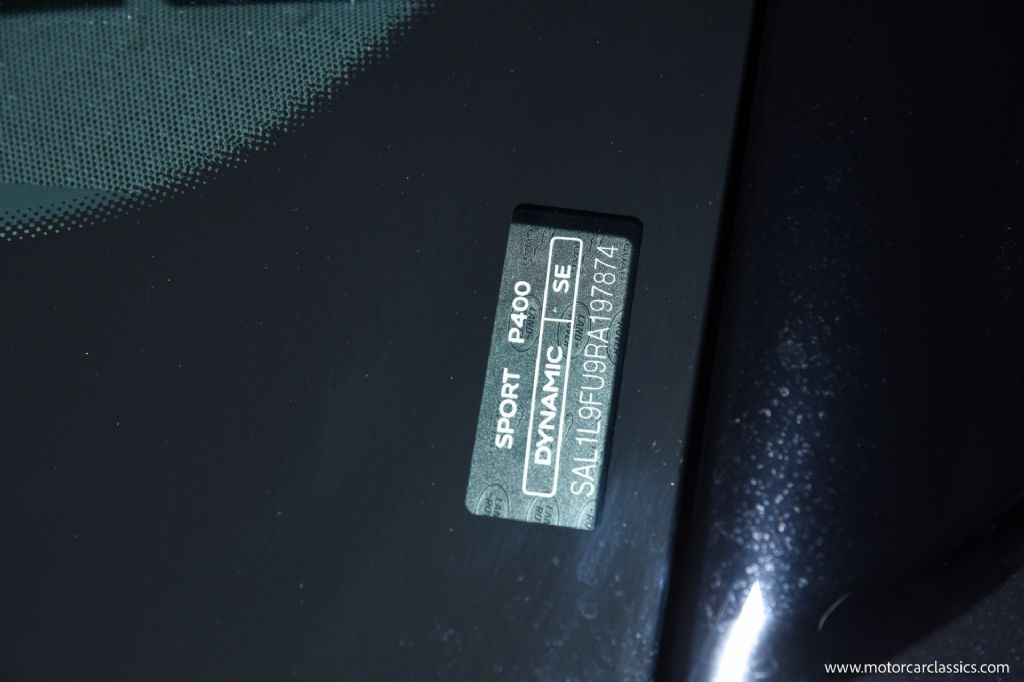 SPORT P400
DYNAMIC SE
SAL1L9FU9RA197874
www.motorcarclassics.com